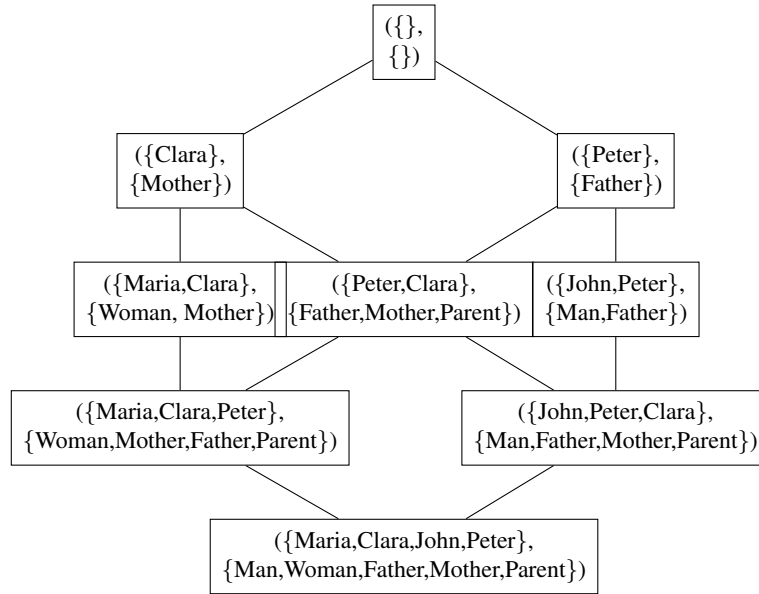 ({},
{})
({Clara},
{Mother})
({Peter},
{Father})
({Maria,Clara},
{Woman, Mother})
({Peter,Clara},
{Father,Mother,Parent})
({John,Peter},
{Man,Father})
({Maria,Clara,Peter},
{Woman,Mother,Father,Parent})
({John,Peter,Clara},
{Man,Father,Mother,Parent})
({Maria,Clara,John,Peter},
{Man,Woman,Father,Mother,Parent})